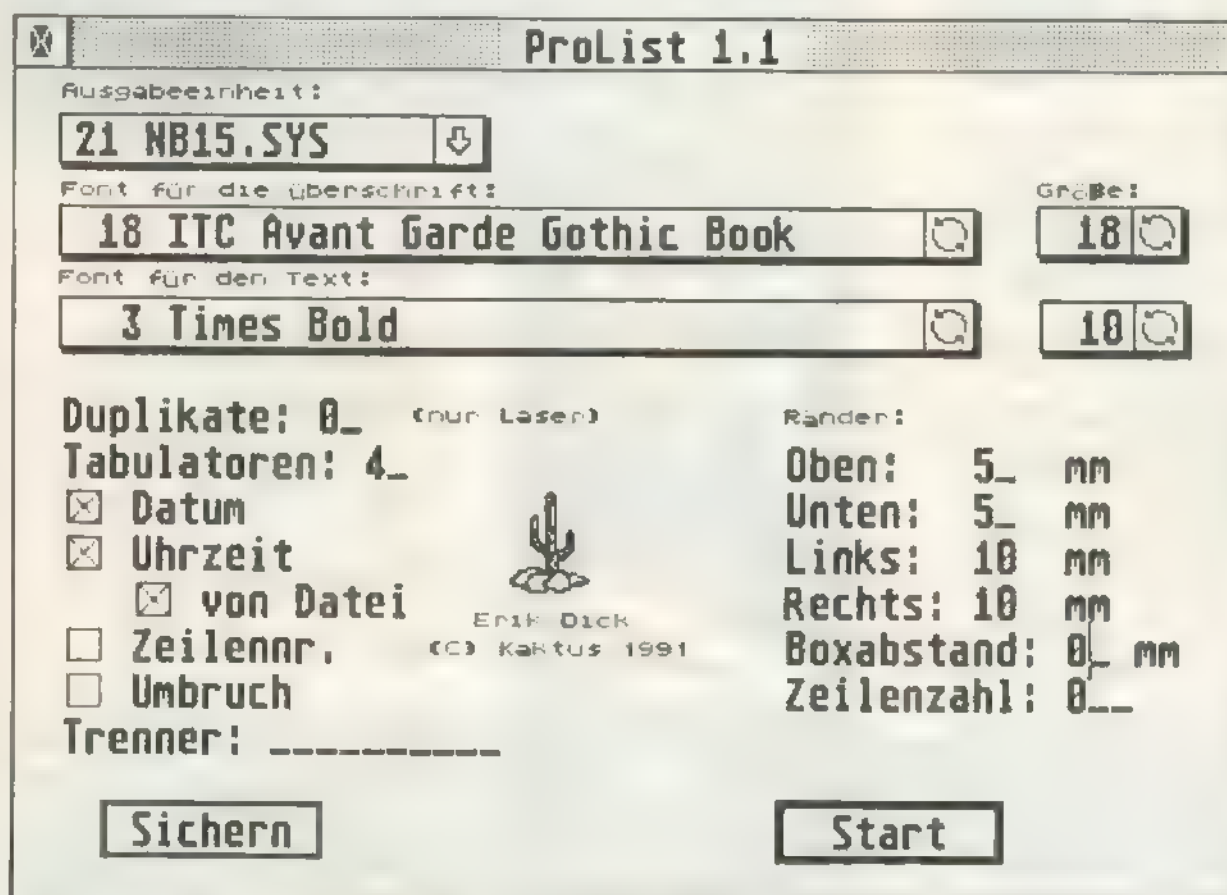 ProList 1.1
Ausgabeeinheit:
21 NB15.SYS
Font für die Überschrift: Größe:
18 ITC Avant Garde Gothic Book 18
Font für den Text:
3 Times Bold 10
Duplikate: 0_ (nur Laser)
Tabulatoren: 4_
Datum
Uhrzeit
von Datei
Zeilennr.
Umbruch
Trenner: __________
Erik Dick
(C) Kaktus 1991
Ränder:
Oben: 5_ mm
Unten: 5_ mm
Links: 10 mm
Rechts: 10 mm
Boxabstand: 0_ mm
Zeilenzahl: 0__
Sichern
Start